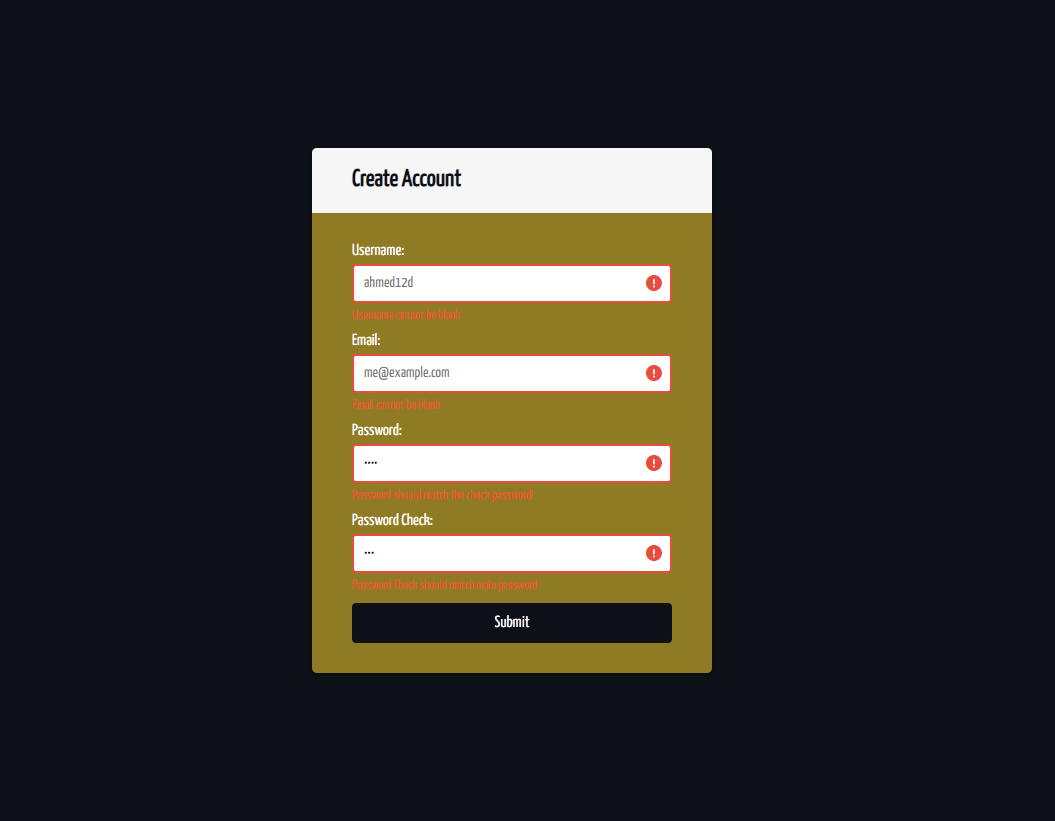 Create Account
Username:
ahmed12d
Username cannot be blank
Email:
me@example.com
Email cannot be blank
Password:
••••
Password should match the check password!
Password Check:
•••
Password Check should match main password
Submit